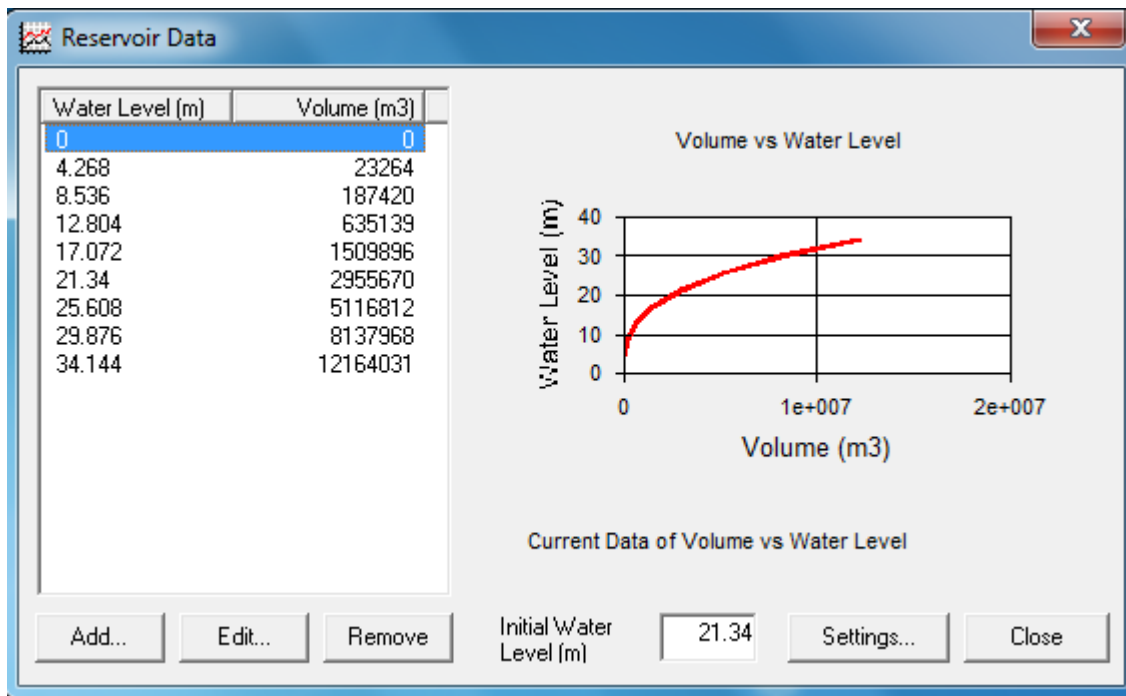 Reservoir Data
x
Water Level (m) Volume (m3)
0 0
4.268 23264
8.536 187420
12.804 635139
17.072 1509896
21.34 2955670
25.608 5116812
29.876 8137968
34.144 12164031
Volume vs Water Level
Water Level (m)
40
30
20
10
0
0 1e+007 2e+007
Volume (m3)
Current Data of Volume vs Water Level
Add... Edit... Remove
Initial Water
Level (m)
21.34
Settings... Close